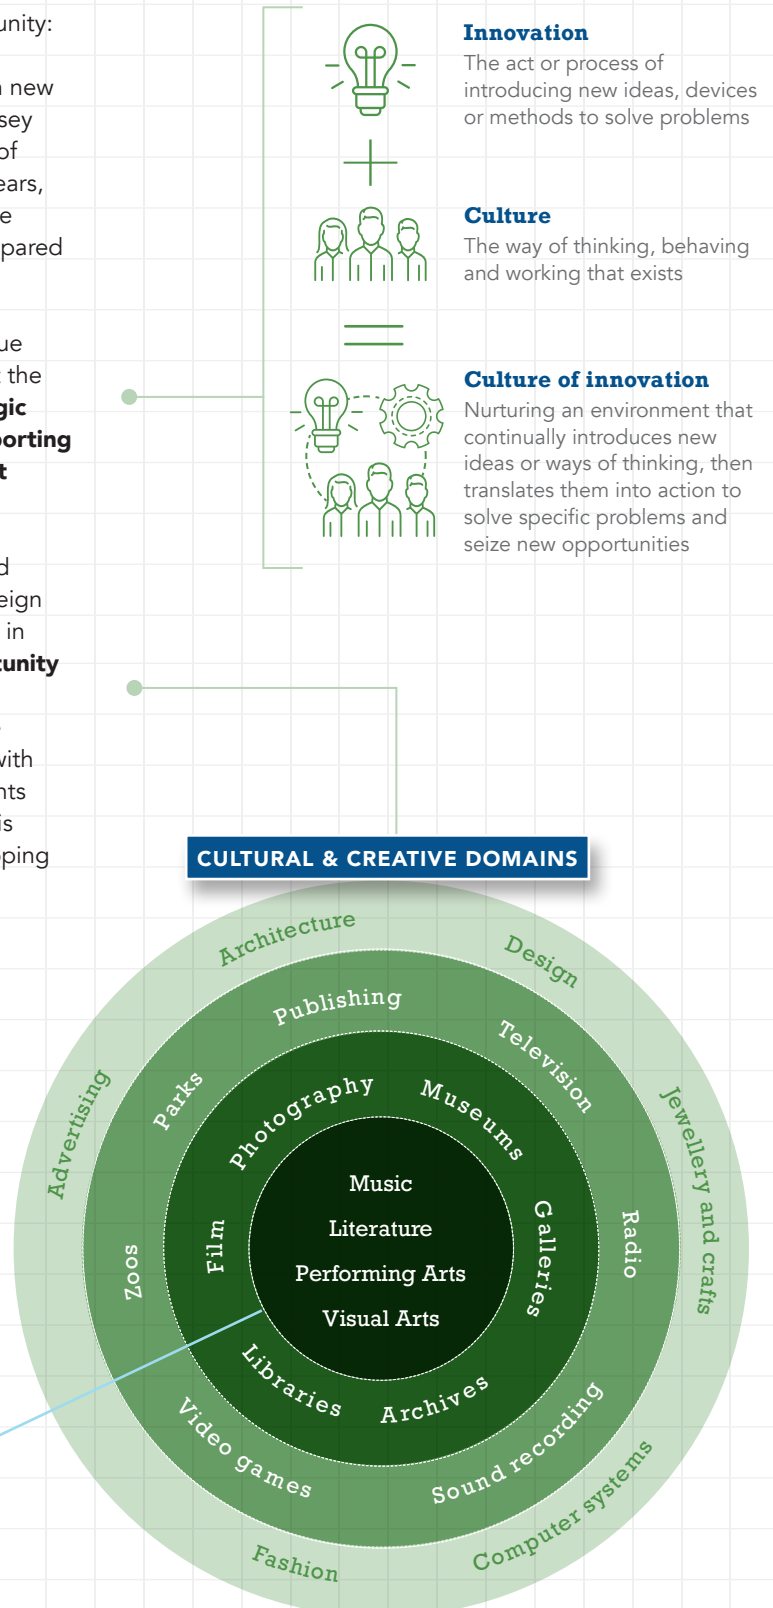 unity:
new
sey
of
ears,
e
pared
ue
the
gic
porting
t
d
eign
in
tunity
with
nts
is
ping
Innovation
The act or process of
introducing new ideas, devices
or methods to solve problems
Culture
The way of thinking, behaving
and working that exists
Culture of innovation
Nurturing an environment that
continually introduces new
ideas or ways of thinking, then
translates them into action to
solve specific problems and
seize new opportunities
CULTURAL & CREATIVE DOMAINS
Architecture
Design
Jewellery and crafts
Computer systems
Fashion
Advertising
Publishing
Television
Radio
Sound recording
Video games
Zoos
Parks
Photography
Museums
Galleries
Archives
Libraries
Film
Music
Literature
Performing Arts
Visual Arts